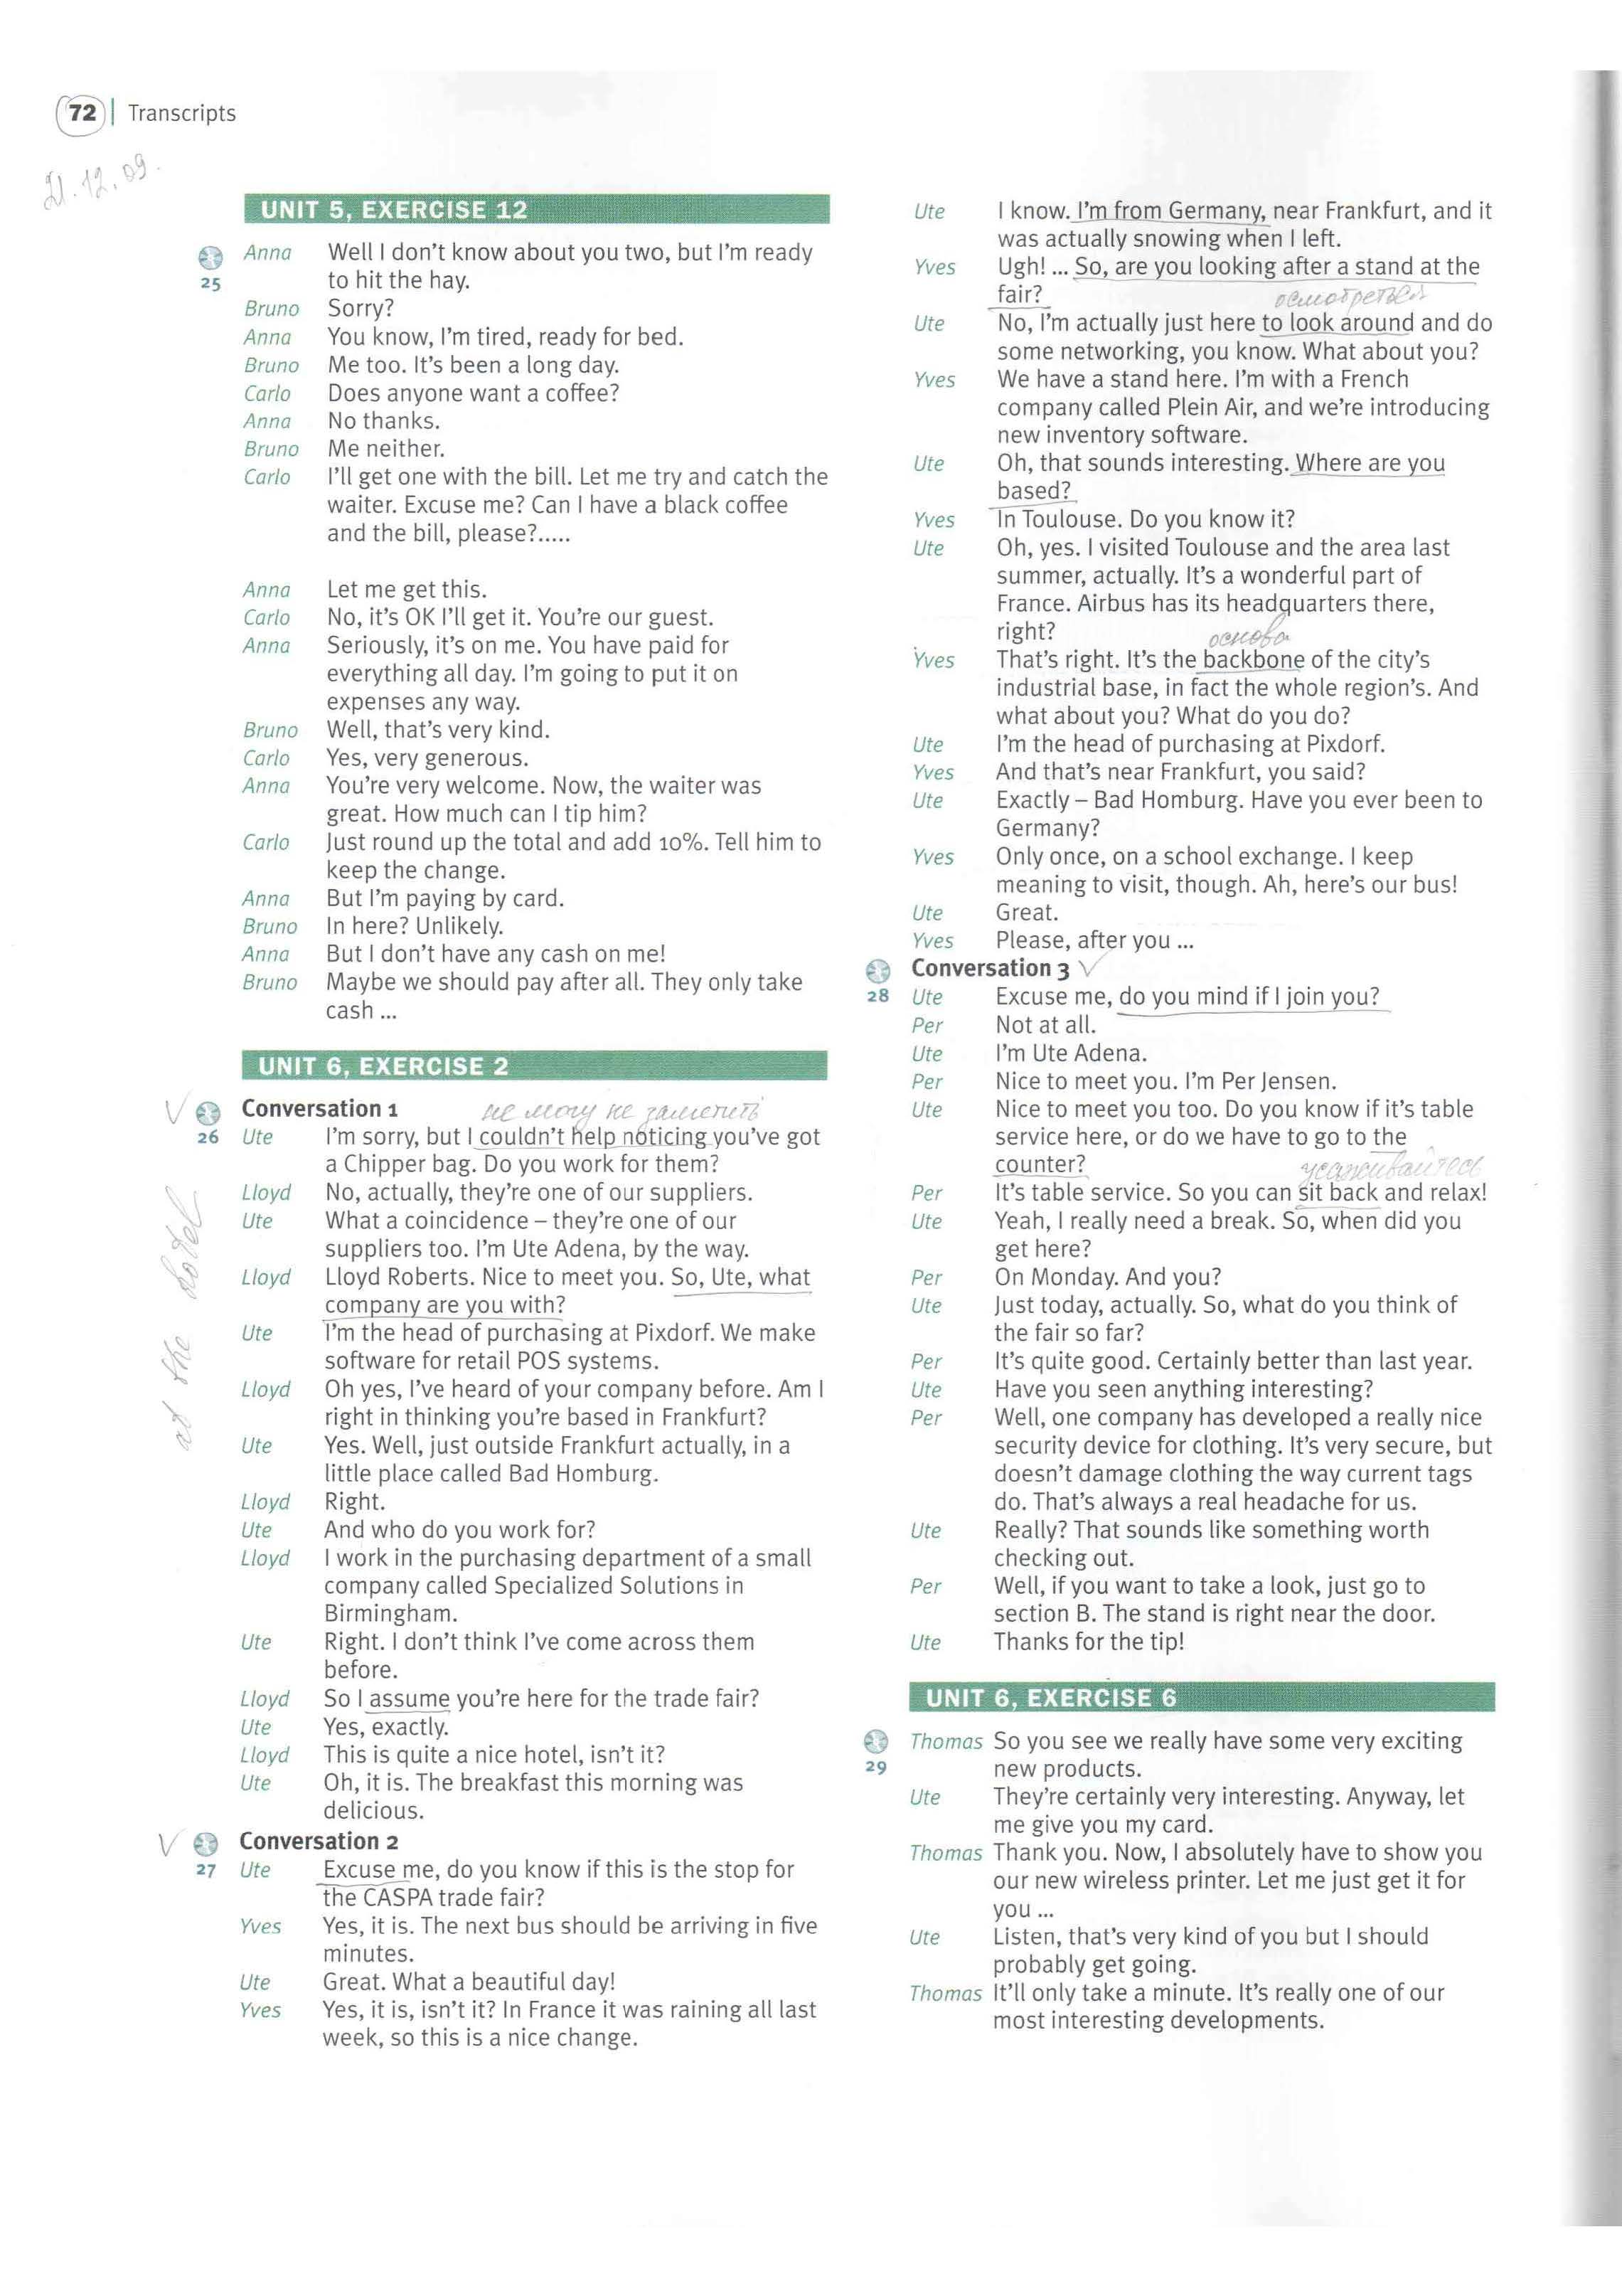 72 | Transcripts
21.12.09.
UNIT 5, EXERCISE 12
25
Anna Well I don't know about you two, but I'm ready
to hit the hay.
Bruno Sorry?
Anna You know, I'm tired, ready for bed.
Bruno Me too. It's been a long day.
Carlo Does anyone want a coffee?
Anna No thanks.
Bruno Me neither.
Carlo I'll get one with the bill. Let me try and catch the
waiter. Excuse me? Can I have a black coffee
and the bill, please?.....
Anna Let me get this.
Carlo No, it's OK I'll get it. You're our guest.
Anna Seriously, it's on me. You have paid for
everything all day. I'm going to put it on
expenses any way.
Bruno Well, that's very kind.
Carlo Yes, very generous.
Anna You're very welcome. Now, the waiter was
great. How much can I tip him?
Carlo Just round up the total and add 10%. Tell him to
keep the change.
Anna But I'm paying by card.
Bruno In here? Unlikely.
Anna But I don't have any cash on me!
Bruno Maybe we should pay after all. They only take
cash ...
UNIT 6, EXERCISE 2
at the hotel
Conversation 1
не могу не заметить
26
Ute I'm sorry, but I couldn't help noticing you've got
a Chipper bag. Do you work for them?
Lloyd No, actually, they're one of our suppliers.
Ute What a coincidence – they're one of our
suppliers too. I'm Ute Adena, by the way.
Lloyd Lloyd Roberts. Nice to meet you. So, Ute, what
company are you with?
Ute I'm the head of purchasing at Pixdorf. We make
software for retail POS systems.
Lloyd Oh yes, I've heard of your company before. Am I
right in thinking you're based in Frankfurt?
Ute Yes. Well, just outside Frankfurt actually, in a
little place called Bad Homburg.
Lloyd Right.
Ute And who do you work for?
Lloyd I work in the purchasing department of a small
company called Specialized Solutions in
Birmingham.
Ute Right. I don't think I've come across them
before.
Lloyd So I assume you're here for the trade fair?
Ute Yes, exactly.
Lloyd This is quite a nice hotel, isn't it?
Ute Oh, it is. The breakfast this morning was
delicious.
Conversation 2
27
Ute Excuse me, do you know if this is the stop for
the CASPA trade fair?
Yves Yes, it is. The next bus should be arriving in five
minutes.
Ute Great. What a beautiful day!
Yves Yes, it is, isn't it? In France it was raining all last
week, so this is a nice change.
Ute I know. I'm from Germany, near Frankfurt, and it
was actually snowing when I left.
Yves Ugh! ... So, are you looking after a stand at the
fair?
осмотреться
Ute No, I'm actually just here to look around and do
some networking, you know. What about you?
Yves We have a stand here. I'm with a French
company called Plein Air, and we're introducing
new inventory software.
Ute Oh, that sounds interesting. Where are you
based?
Yves In Toulouse. Do you know it?
Ute Oh, yes. I visited Toulouse and the area last
summer, actually. It's a wonderful part of
France. Airbus has its headquarters there,
right?
основа
Yves That's right. It's the backbone of the city's
industrial base, in fact the whole region's. And
what about you? What do you do?
Ute I'm the head of purchasing at Pixdorf.
Yves And that's near Frankfurt, you said?
Ute Exactly – Bad Homburg. Have you ever been to
Germany?
Yves Only once, on a school exchange. I keep
meaning to visit, though. Ah, here's our bus!
Ute Great.
Yves Please, after you ...
Conversation 3
28
Ute Excuse me, do you mind if I join you?
Per Not at all.
Ute I'm Ute Adena.
Per Nice to meet you. I'm Per Jensen.
Ute Nice to meet you too. Do you know if it's table
service here, or do we have to go to the
counter?
усаживайтесь
Per It's table service. So you can sit back and relax!
Ute Yeah, I really need a break. So, when did you
get here?
Per On Monday. And you?
Ute Just today, actually. So, what do you think of
the fair so far?
Per It's quite good. Certainly better than last year.
Ute Have you seen anything interesting?
Per Well, one company has developed a really nice
security device for clothing. It's very secure, but
doesn't damage clothing the way current tags
do. That's always a real headache for us.
Ute Really? That sounds like something worth
checking out.
Per Well, if you want to take a look, just go to
section B. The stand is right near the door.
Ute Thanks for the tip!
UNIT 6, EXERCISE 6
29
Thomas So you see we really have some very exciting
new products.
Ute They're certainly very interesting. Anyway, let
me give you my card.
Thomas Thank you. Now, I absolutely have to show you
our new wireless printer. Let me just get it for
you ...
Ute Listen, that's very kind of you but I should
probably get going.
Thomas It'll only take a minute. It's really one of our
most interesting developments.